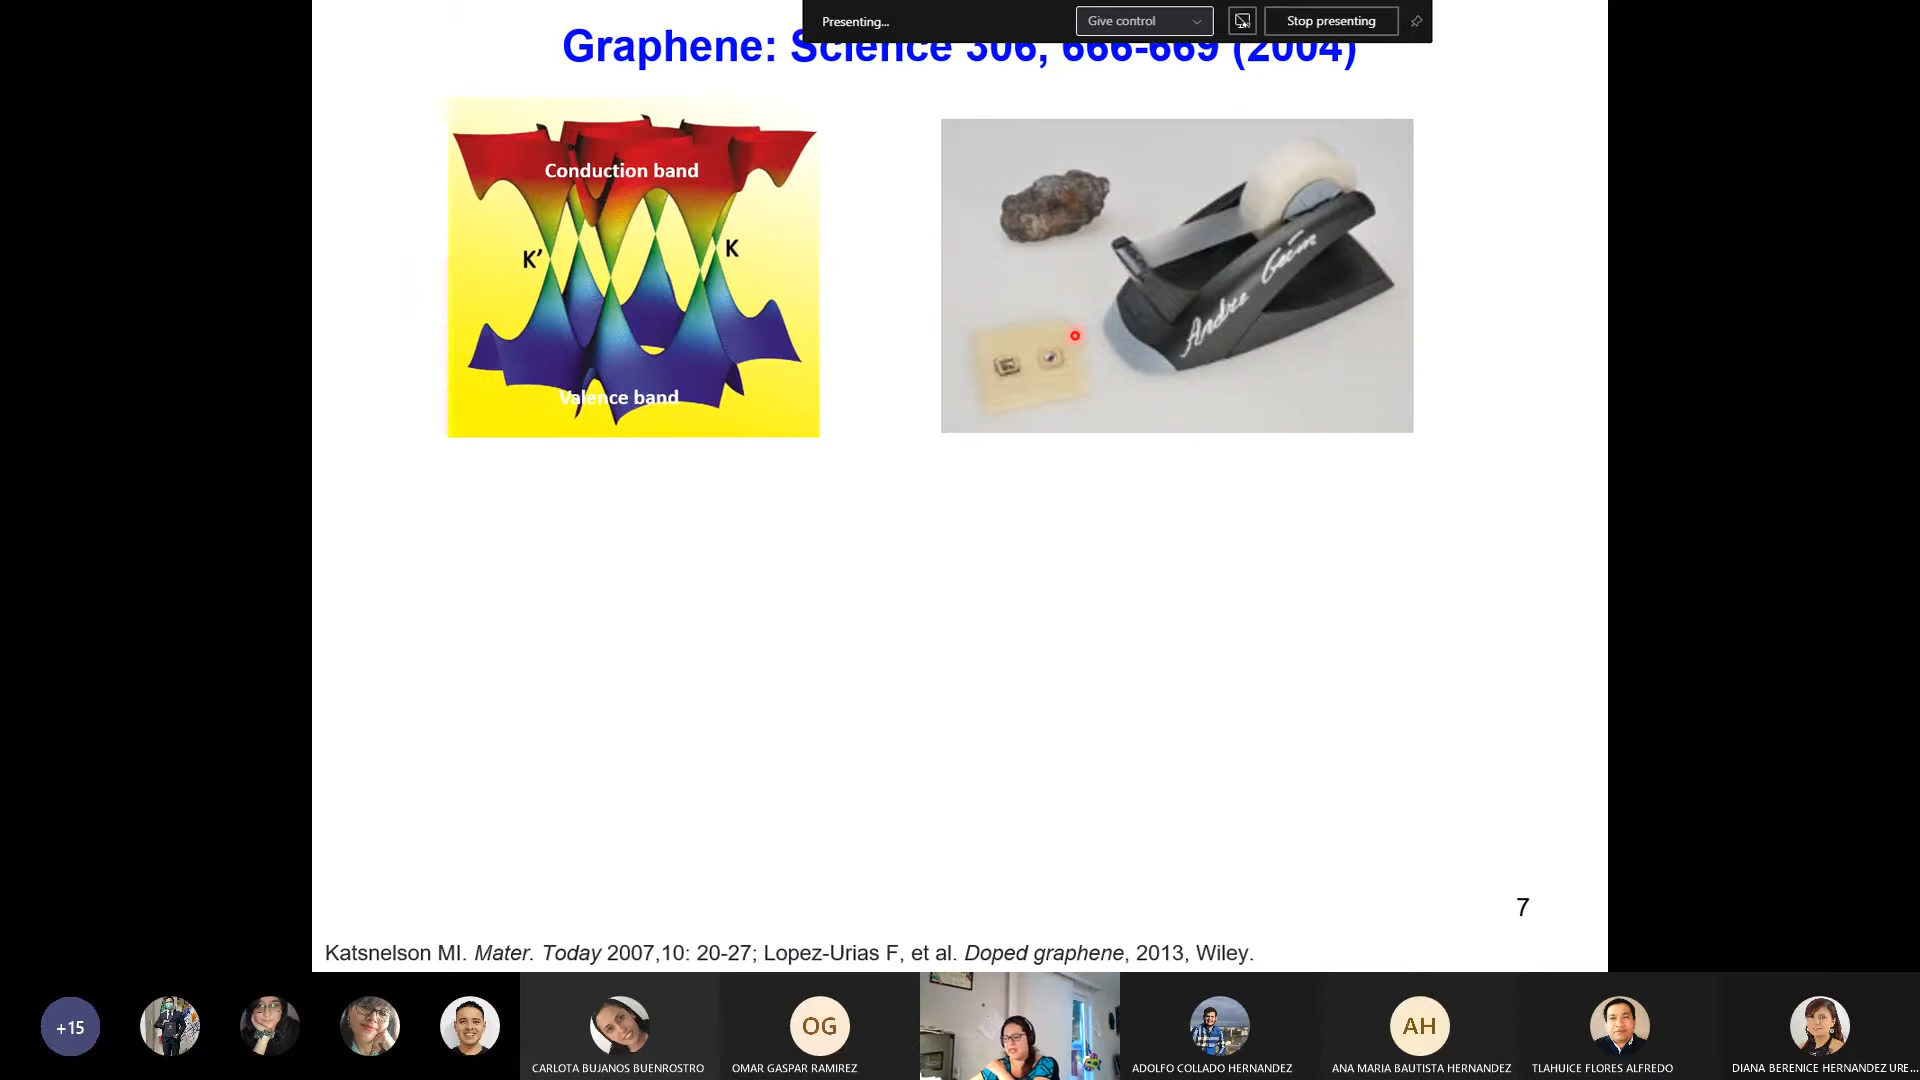 Presenting...
Give control
Stop presenting
Graphene: Science 306, 666-669 (2004)
Conduction band
K’
K
Valence band
Andre Geim
7
Katsnelson MI. Mater. Today 2007,10: 20-27; Lopez-Urias F, et al. Doped graphene, 2013, Wiley.
+15
CARLOTA BUJANOS BUENROSTRO
OG
OMAR GASPAR RAMIREZ
ADOLFO COLLADO HERNANDEZ
AH
ANA MARIA BAUTISTA HERNANDEZ
TLAHUICE FLORES ALFREDO
DIANA BERENICE HERNANDEZ URE...